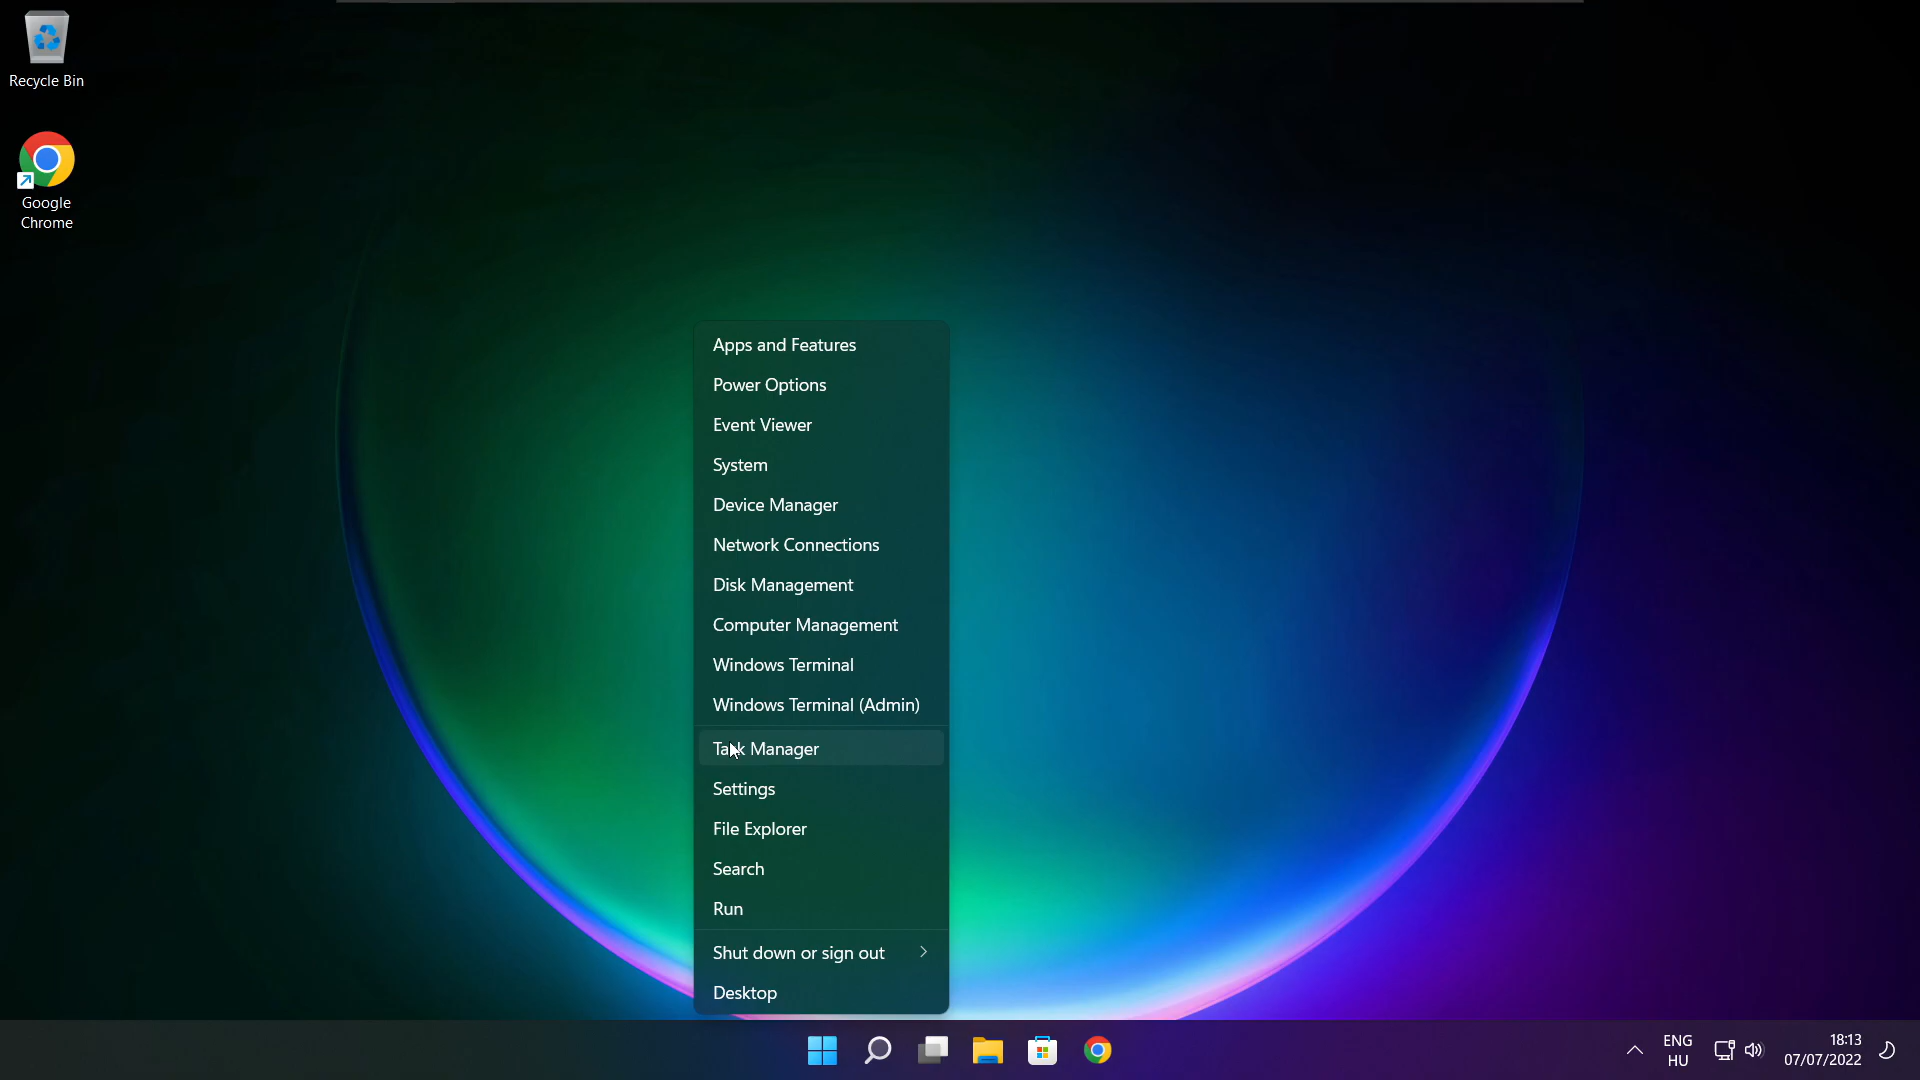 Recycle Bin
Google
Chrome
Apps and Features
Power Options
Event Viewer
System
Device Manager
Network Connections
Disk Management
Computer Management
Windows Terminal
Windows Terminal (Admin)
Task Manager
Settings
File Explorer
Search
Run
Shut down or sign out
Desktop
ENG
HU
18:13
07/07/2022